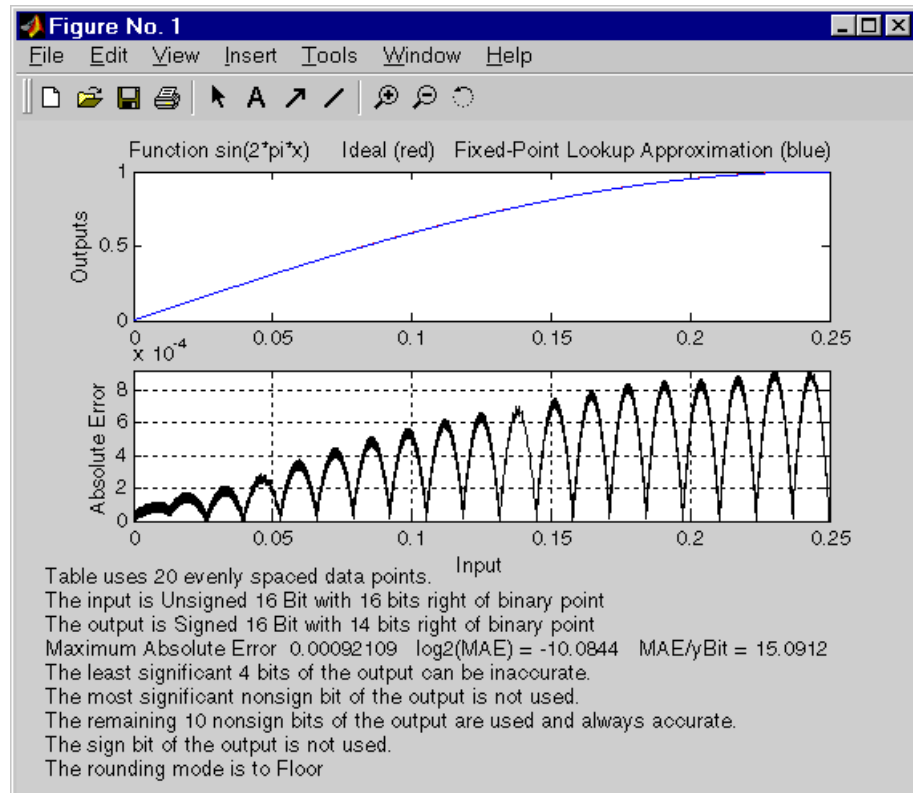 Figure No. 1
File Edit View Insert Tools Window Help
A
Function sin(2*pi*x) Ideal (red) Fixed-Point Lookup Approximation (blue)
1
0.5
0
Outputs
0 0.05 0.1 0.15 0.2 0.25
x 10^-4
8
6
4
2
0
Absolute Error
0 0.05 0.1 0.15 0.2 0.25
Input
Table uses 20 evenly spaced data points.
The input is Unsigned 16 Bit with 16 bits right of binary point
The output is Signed 16 Bit with 14 bits right of binary point
Maximum Absolute Error 0.00092109 log2(MAE) = -10.0844 MAE/yBit = 15.0912
The least significant 4 bits of the output can be inaccurate.
The most significant nonsign bit of the output is not used.
The remaining 10 nonsign bits of the output are used and always accurate.
The sign bit of the output is not used.
The rounding mode is to Floor